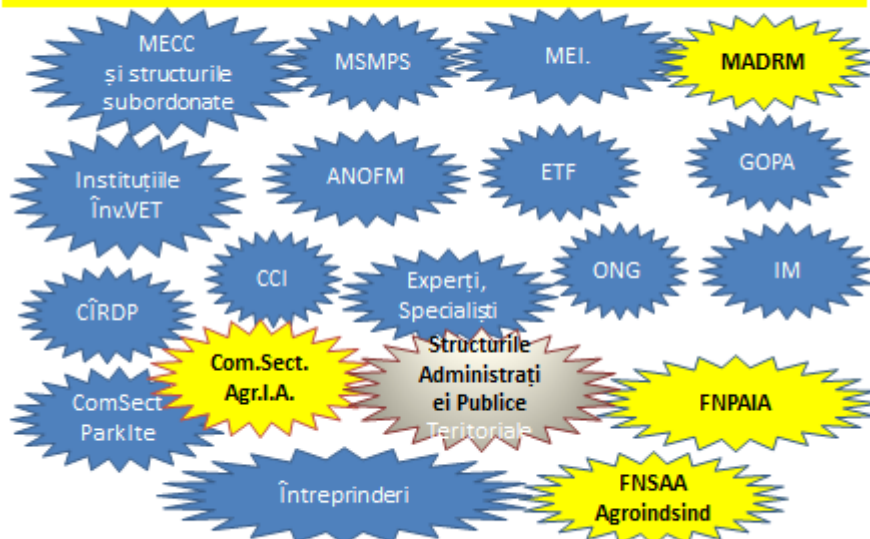 MECC
și structurile
subordonate
MSMPS
MEI.
MADRM
Instituțiile
Înv.VET
ANOFM
ETF
GOPA
CÎRDP
CCI
Experți,
Specialiști
ONG
IM
ComSect
ParkIte
Com.Sect.
Agr.I.A.
Structurile
Administrați
ei Publice
Teritoriale
FNPAIA
Întreprinderi
FNSAA
Agroindsind